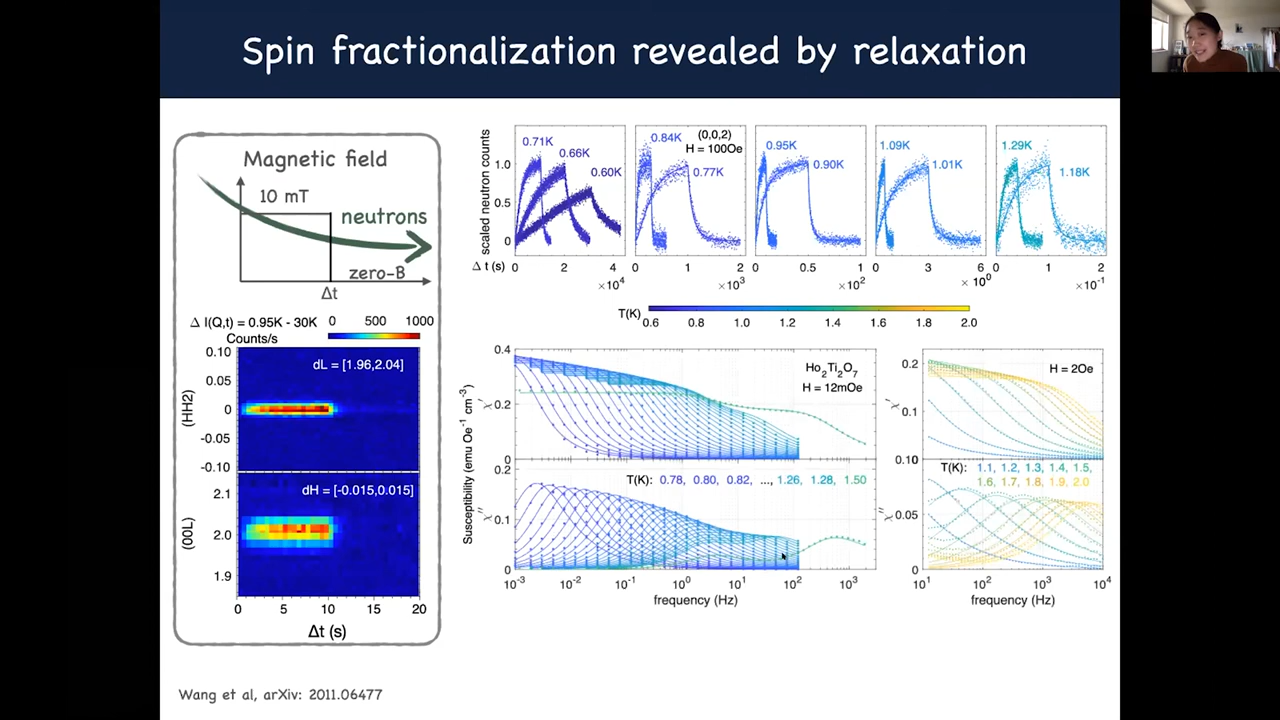 Spin fractionalization revealed by relaxation
Magnetic field
10 mT
neutrons
zero-B
Δt
Δ I(Q,t) = 0.95K - 30K
0 500 1000
Counts/s
dL = [1.96,2.04]
(HH2)
0.10
0.05
0
-0.05
-0.10
dH = [-0.015,0.015]
(00L)
2.1
2.0
1.9
0 5 10 15 20
Δt (s)
scaled neutron counts
1.0
0.5
0
0.71K
0.66K
0.60K
0.84K
(0,0,2)
H = 100Oe
0.77K
0.95K
0.90K
1.09K
1.01K
1.29K
1.18K
Δ t (s)
0 2 4
×10⁴
0 1 2
×10³
0 0.5 1
×10²
0 3 6
×10⁰
0 1 2
×10⁻¹
T(K)
0.6 0.8 1.0 1.2 1.4 1.6 1.8 2.0
Susceptibility (emu Oe⁻¹ cm⁻³)
χ'
0.4
0.2
0
Ho₂Ti₂O₇
H = 12mOe
χ''
0.2
0.1
0
T(K): 0.78, 0.80, 0.82, ..., 1.26, 1.28, 1.50
10⁻³ 10⁻² 10⁻¹ 10⁰ 10¹ 10² 10³
frequency (Hz)
χ'
0.2
0.1
0
H = 2Oe
χ''
0.10
0.05
0
T(K): 1.1, 1.2, 1.3, 1.4, 1.5,
1.6, 1.7, 1.8, 1.9, 2.0
10¹ 10² 10³ 10⁴
frequency (Hz)
Wang et al, arXiv: 2011.06477